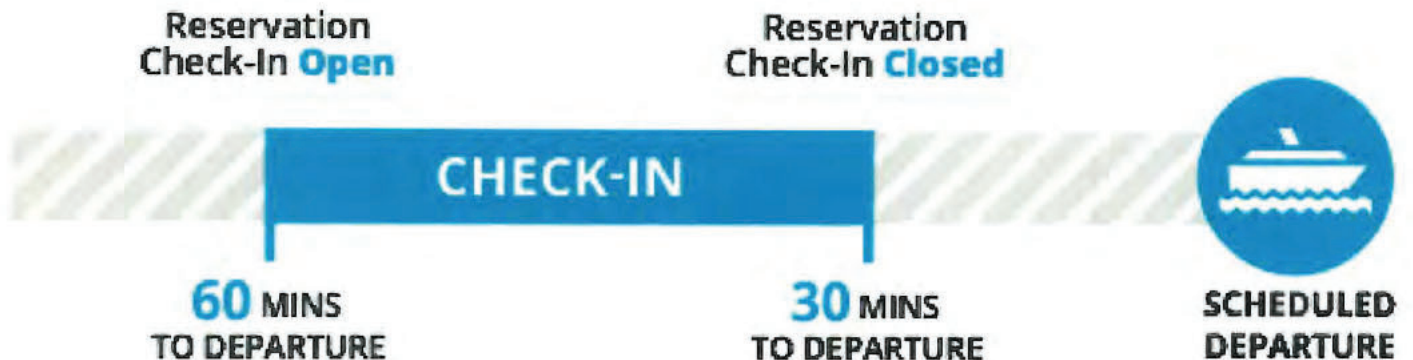 Reservation
Check-In Open
Reservation
Check-In Closed
CHECK-IN
60 MINS
TO DEPARTURE
30 MINS
TO DEPARTURE
SCHEDULED
DEPARTURE